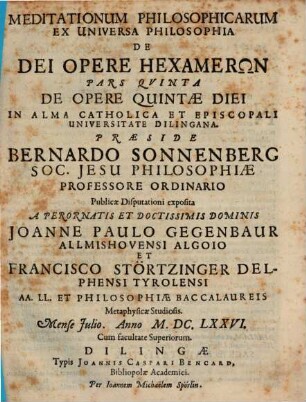 MEDITATIONUM PHILOSOPHICARUM
EX UNIVERSA PHILOSOPHIA
DE
DEI OPERE HEXAMERΩN
PARS QVINTA
DE OPERE QUINTÆ DIEI
IN ALMA CATHOLICA ET EPISCOPALI
UNIVERSITATE DILINGANA.
PRÆSIDE
BERNARDO SONNENBERG
SOC. JESU PHILOSOPHIÆ
PROFESSORE ORDINARIO
Publicæ Disputationi exposita
A PERORNATIS ET DOCTISSIMIS DOMINIS
JOANNE PAULO GEGENBAUR
ALLMISHOVENSI ALGOIO
ET
FRANCISCO STÖRTZINGER DEL-
PHENSI TYROLENSI
AA. LL. ET PHILOSOPHIÆ BACCALAUREIS
Metaphysicæ Studiosis.
Mense Julio. Anno M. DC. LXXVI.
Cum facultate Superiorum.
DILINGÆ
Typis JOANNIS CASPARI BENCARD,
Bibliopolæ Academici.
Per Joannem Michaëlem Spörlin.